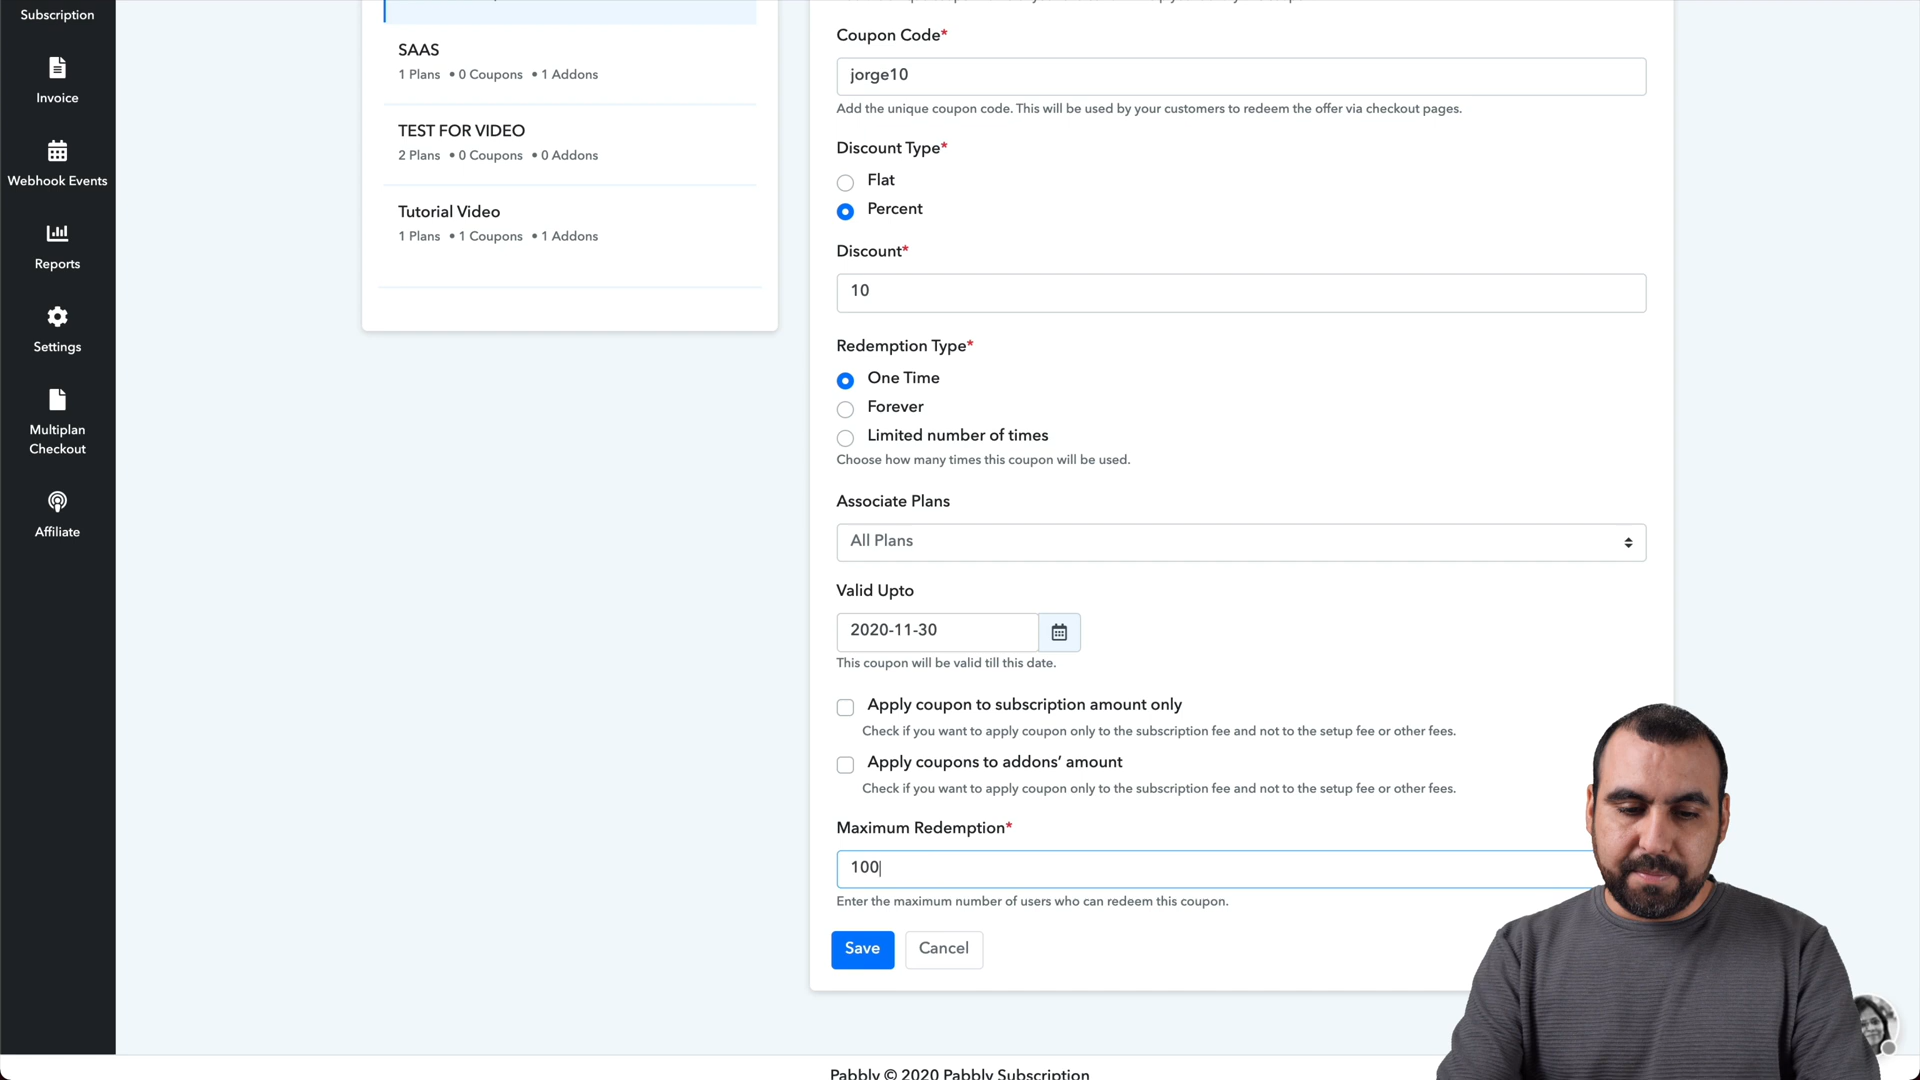 Subscription
Invoice
Webhook Events
Reports
Settings
Multiplan
Checkout
Affiliate
SAAS
1 Plans • 0 Coupons • 1 Addons
TEST FOR VIDEO
2 Plans • 0 Coupons • 0 Addons
Tutorial Video
1 Plans • 1 Coupons • 1 Addons
Coupon Code*
jorge10
Add the unique coupon code. This will be used by your customers to redeem the offer via checkout pages.
Discount Type*
Flat
Percent
Discount*
10
Redemption Type*
One Time
Forever
Limited number of times
Choose how many times this coupon will be used.
Associate Plans
All Plans
Valid Upto
2020-11-30
This coupon will be valid till this date.
Apply coupon to subscription amount only
Check if you want to apply coupon only to the subscription fee and not to the setup fee or other fees.
Apply coupons to addons’ amount
Check if you want to apply coupon only to the subscription fee and not to the setup fee or other fees.
Maximum Redemption*
100
Enter the maximum number of users who can redeem this coupon.
Save
Cancel
Pabbly © 2020 Pabbly Subscription